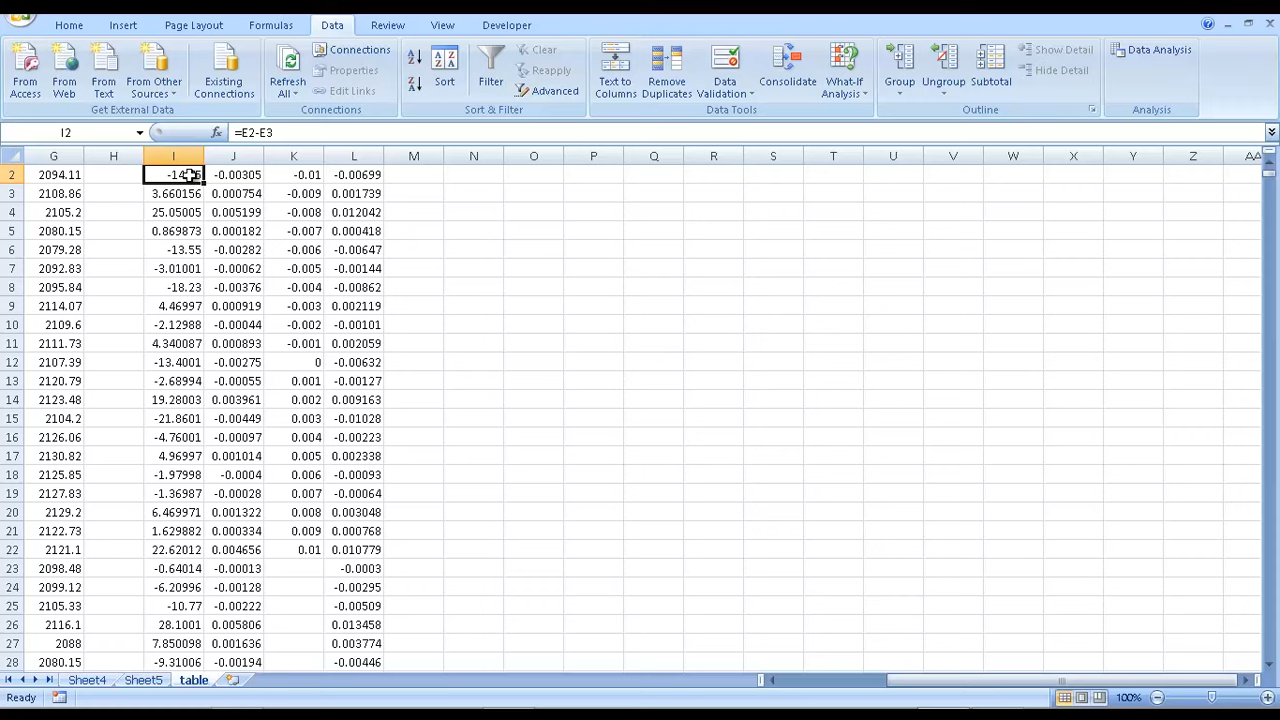 Home Insert Page Layout Formulas Data Review View Developer
Connections Clear Show Detail Data Analysis
Properties Reapply Hide Detail
Edit Links Advanced
From Access From Web From Text From Other Sources Existing Connections Refresh All Sort Filter Text to Columns Remove Duplicates Data Validation Consolidate What-If Analysis Group Ungroup Subtotal
Get External Data Connections Sort & Filter Data Tools Outline Analysis
I2 fx =E2-E3
G H I J K L M N O P Q R S T U V W X Y Z AA
2 2094.11 -0.00305 -0.01 -0.00699
3 2108.86 3.660156 0.000754 -0.009 0.001739
4 2105.2 25.05005 0.005199 -0.008 0.012042
5 2080.15 0.869873 0.000182 -0.007 0.000418
6 2079.28 -13.55 -0.00282 -0.006 -0.00647
7 2092.83 -3.01001 -0.00062 -0.005 -0.00144
8 2095.84 -18.23 -0.00376 -0.004 -0.00862
9 2114.07 4.46997 0.000919 -0.003 0.002119
10 2109.6 -2.12988 -0.00044 -0.002 -0.00101
11 2111.73 4.340087 0.000893 -0.001 0.002059
12 2107.39 -13.4001 -0.00275 0 -0.00632
13 2120.79 -2.68994 -0.00055 0.001 -0.00127
14 2123.48 19.28003 0.003961 0.002 0.009163
15 2104.2 -21.8601 -0.00449 0.003 -0.01028
16 2126.06 -4.76001 -0.00097 0.004 -0.00223
17 2130.82 4.96997 0.001014 0.005 0.002338
18 2125.85 -1.97998 -0.0004 0.006 -0.00093
19 2127.83 -1.36987 -0.00028 0.007 -0.00064
20 2129.2 6.469971 0.001322 0.008 0.003048
21 2122.73 1.629882 0.000334 0.009 0.000768
22 2121.1 22.62012 0.004656 0.01 0.010779
23 2098.48 -0.64014 -0.00013 -0.0003
24 2099.12 -6.20996 -0.00128 -0.00295
25 2105.33 -10.77 -0.00222 -0.00509
26 2116.1 28.1001 0.005806 0.013458
27 2088 7.850098 0.001636 0.003774
28 2080.15 -9.31006 -0.00194 -0.00446
Sheet4 Sheet5 table
Ready 100%